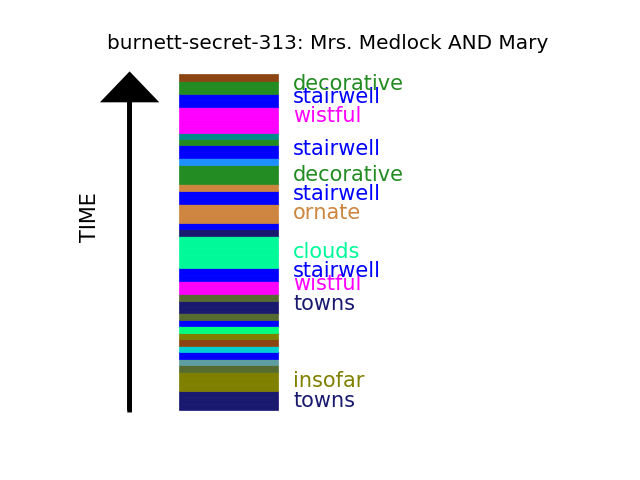 burnett-secret-313: Mrs. Medlock AND Mary
decorative
stairwell
wistful
stairwell
decorative
stairwell
ornate
clouds
stairwell
wistful
towns
insofar
towns
TIME